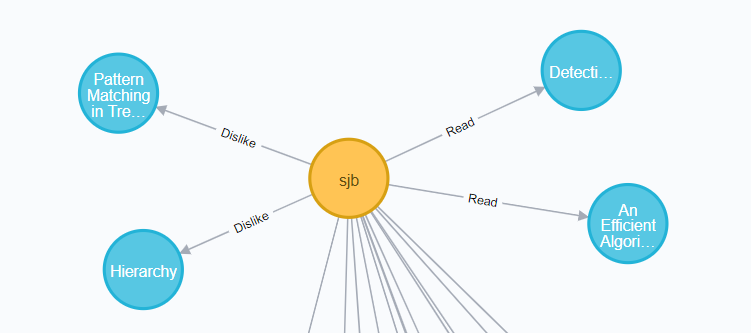 Pattern
Matching
in Tre...
Dislike
sjb
Read
Detecti...
Read
An
Efficient
Algori...
Dislike
Hierarchy